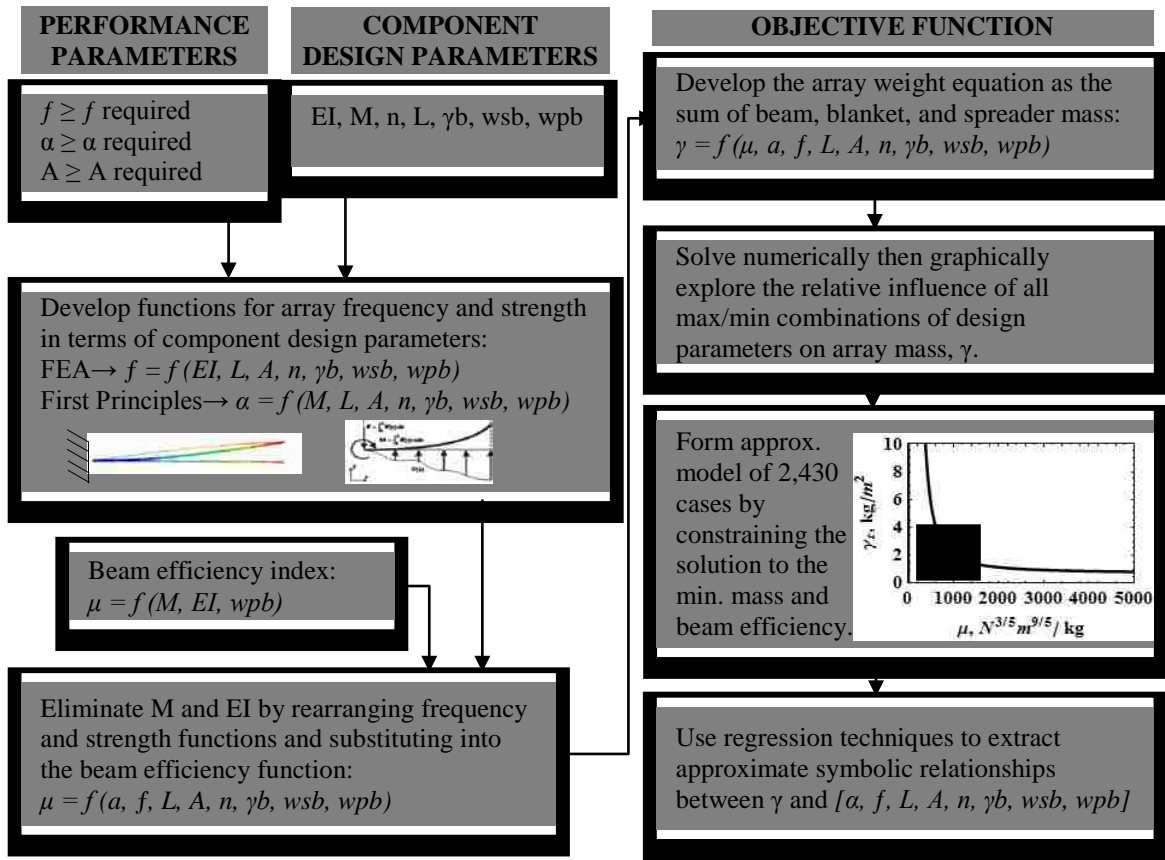 PERFORMANCE
PARAMETERS
f ≥ f required
α ≥ α required
A ≥ A required
COMPONENT
DESIGN PARAMETERS
EI, M, n, L, γb, wsb, wpb
Develop functions for array frequency and strength
in terms of component design parameters:
FEA→ f = f (EI, L, A, n, γb, wsb, wpb)
First Principles→ α = f (M, L, A, n, γb, wsb, wpb)
Beam efficiency index:
μ = f (M, EI, wpb)
Eliminate M and EI by rearranging frequency
and strength functions and substituting into
the beam efficiency function:
μ = f (a, f, L, A, n, γb, wsb, wpb)
OBJECTIVE FUNCTION
Develop the array weight equation as the
sum of beam, blanket, and spreader mass:
γ = f (μ, a, f, L, A, n, γb, wsb, wpb)
Solve numerically then graphically
explore the relative influence of all
max/min combinations of design
parameters on array mass, γ.
Form approx.
model of 2,430
cases by
constraining the
solution to the
min. mass and
beam efficiency.
10
8
6
4
2
0
γz, kg/m²
0 1000 2000 3000 4000 5000
μ, N^3/5 m^9/5 / kg
Use regression techniques to extract
approximate symbolic relationships
between γ and [α, f, L, A, n, γb, wsb, wpb]